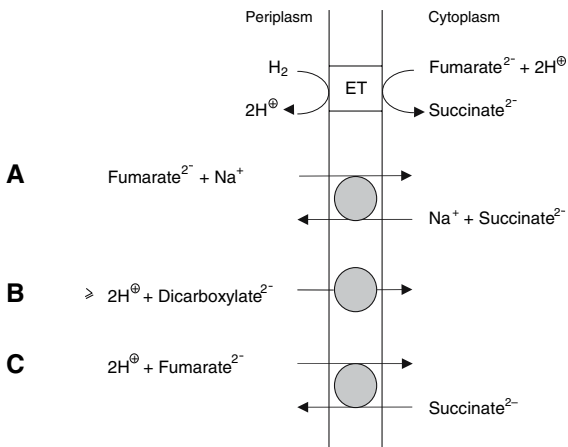 Periplasm Cytoplasm
H₂ Fumarate²⁻ + 2H⊕
ET
2H⊕ Succinate²⁻
A Fumarate²⁻ + Na⁺
Na⁺ + Succinate²⁻
B ⩾ 2H⊕ + Dicarboxylate²⁻
C 2H⊕ + Fumarate²⁻
Succinate²⁻